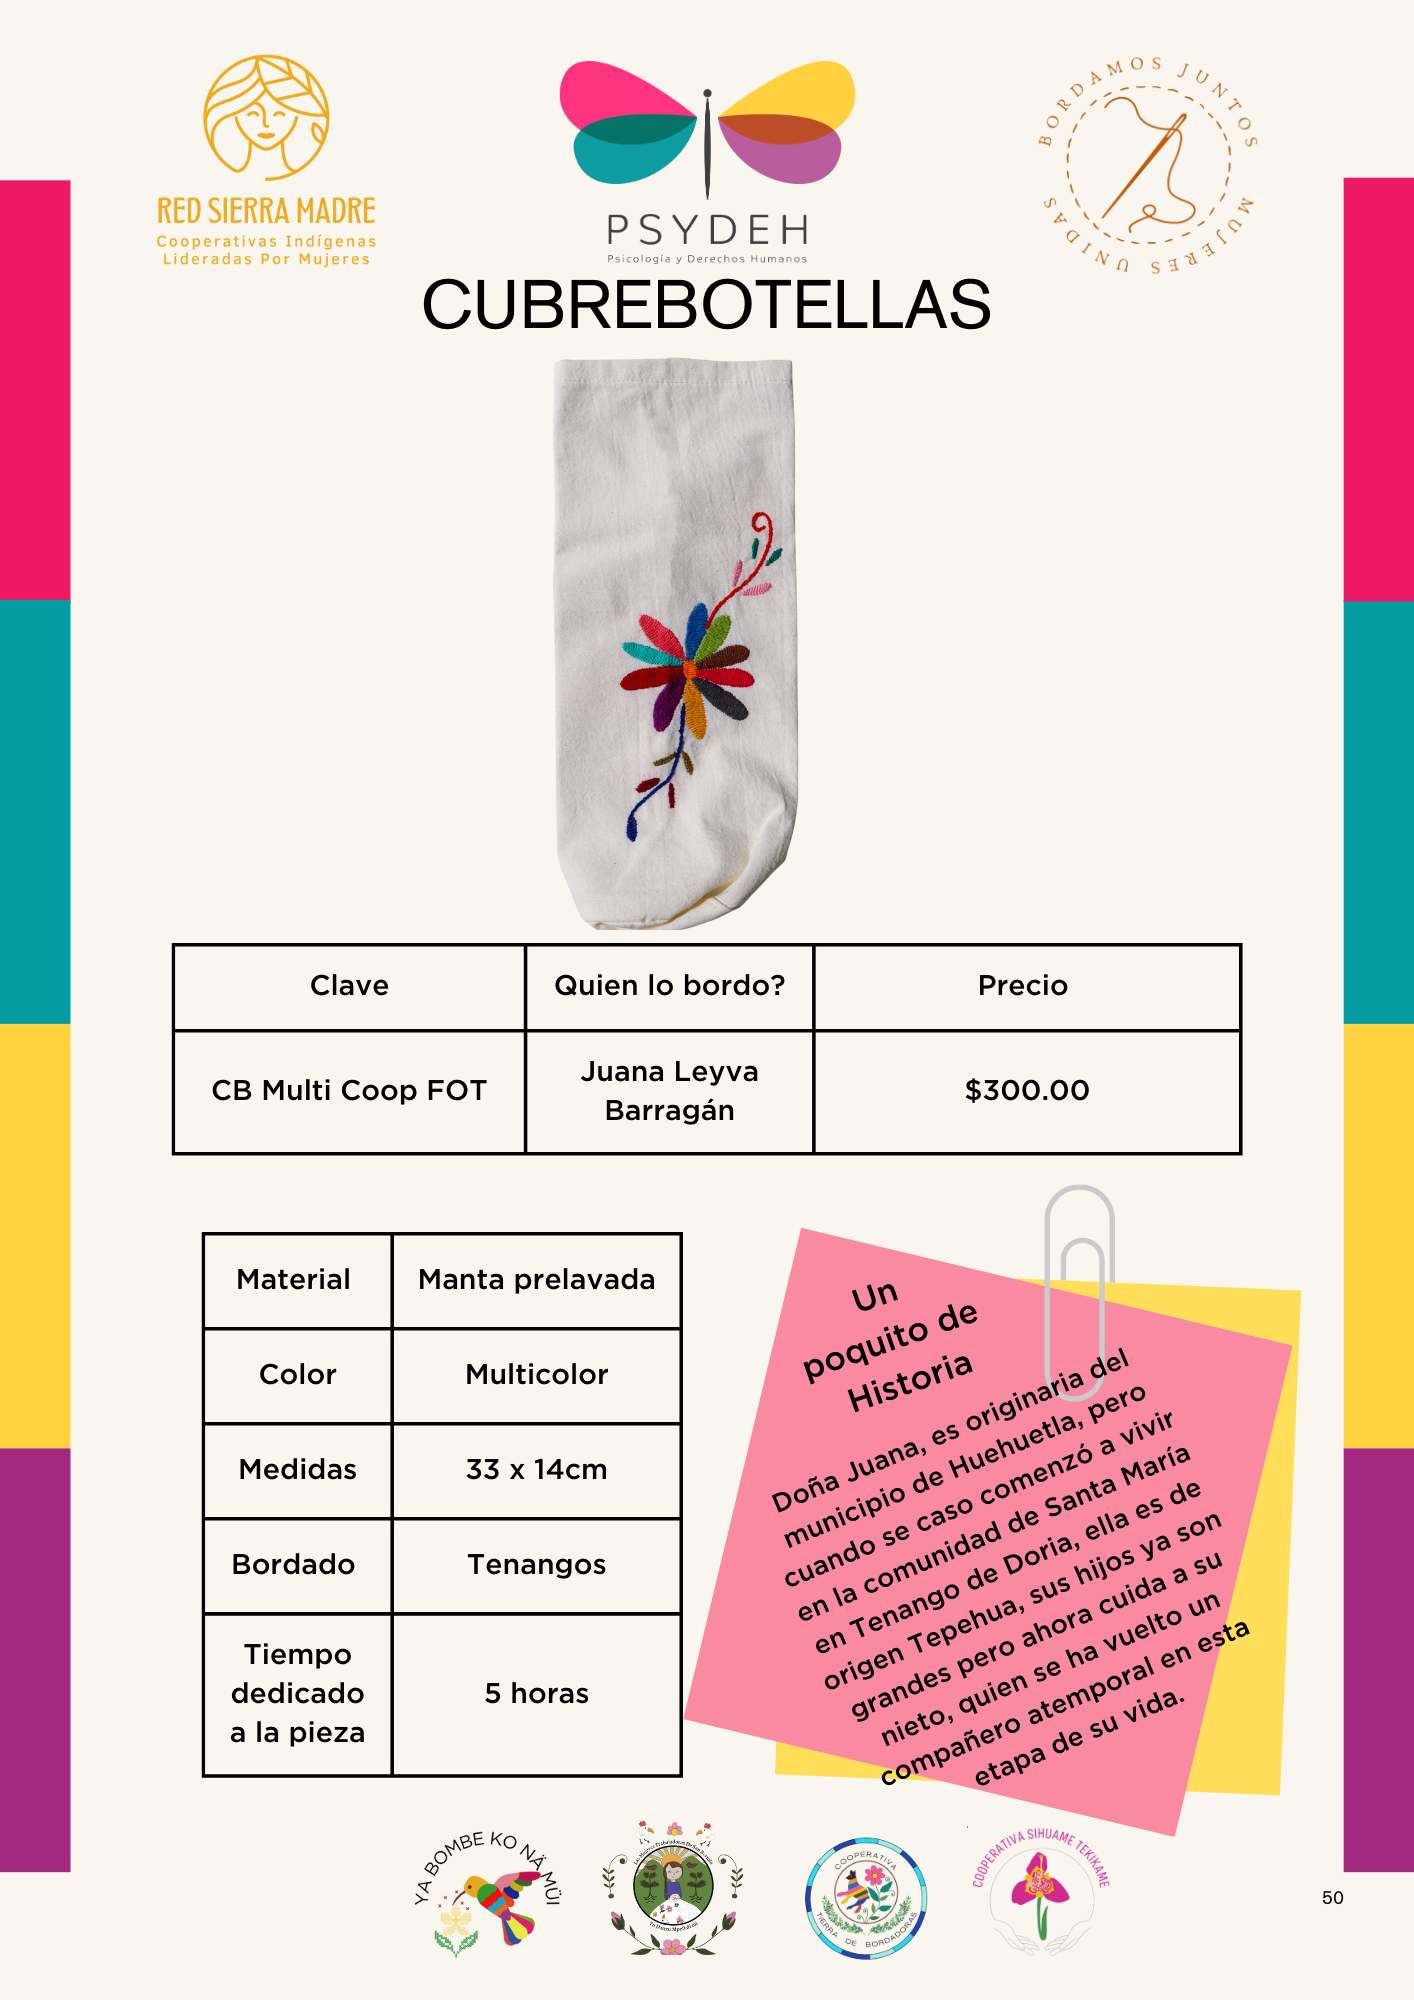 RED SIERRA MADRE
Cooperativas Indígenas
Lideradas Por Mujeres
PSYDEH
Psicología y Derechos Humanos
BORDAMOS JUNTOS
MUJERES UNIDAS
CUBREBOTELLAS
Clave
Quien lo bordo?
Precio
CB Multi Coop FOT
Juana Leyva
Barragán
$300.00
Material
Manta prelavada
Color
Multicolor
Medidas
33 x 14cm
Bordado
Tenangos
Tiempo
dedicado
a la pieza
5 horas
Un
poquito de
Historia
Doña Juana, es originaria del
municipio de Huehuetla, pero
cuando se caso comenzó a vivir
en la comunidad de Santa María
en Tenango de Doria, ella es de
origen Tepehua, sus hijos ya son
grandes pero ahora cuida a su
nieto, quien se ha vuelto un
compañero atemporal en esta
etapa de su vida.
YA BOMBE KO NÄ MÜI
COOPERATIVA
TIERRA DE BORDADORAS
COOPERATIVA SIHUAME TEKIKAME
50